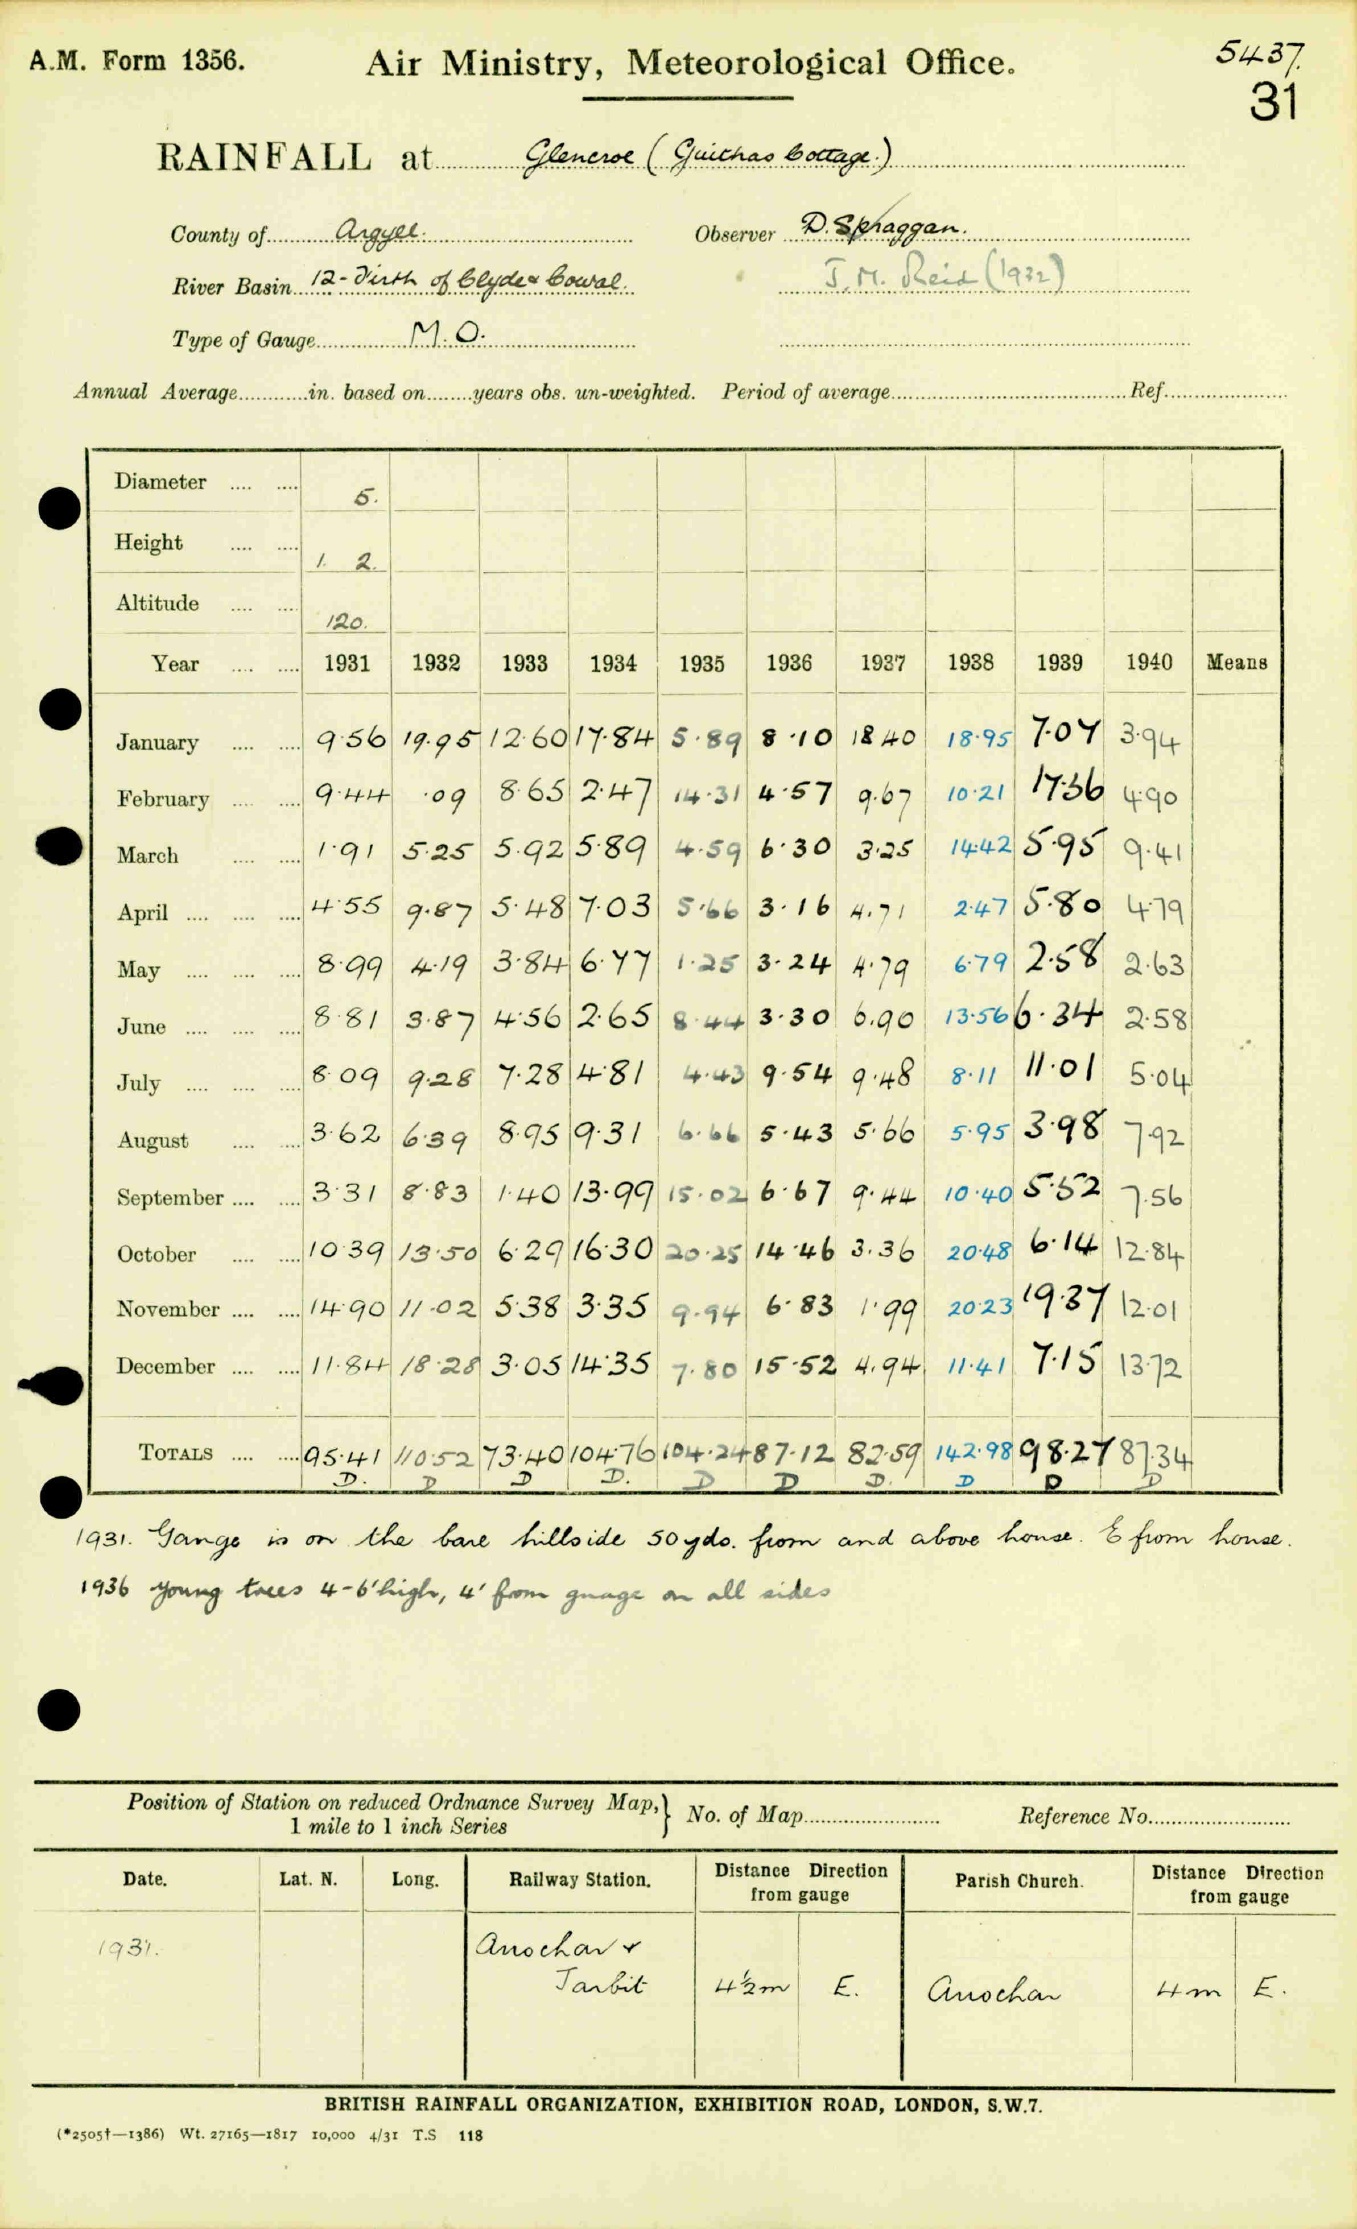 A.M. Form 1356. Air Ministry, Meteorological Office. 5437.
31
RAINFALL at Glencroe (Guithas Cottage.)
County of Argyll. Observer D. Spraggan.
River Basin 12 - Firth of Clyde & Cowal. J. M. Reid (1932)
Type of Gauge M.O.
Annual Average in. based on years obs. un-weighted. Period of average Ref.
Diameter 5.
Height 1. 2.
Altitude 120.
Year 1931 1932 1933 1934 1935 1936 1937 1938 1939 1940 Means
January 9.56 19.95 12.60 17.84 5.89 8.10 18.40 18.95 7.07 3.94
February 9.44 .09 8.65 2.47 14.31 4.57 9.67 10.21 17.36 4.90
March 1.91 5.25 5.92 5.89 4.59 6.30 3.25 14.42 5.95 9.41
April 4.55 9.87 5.48 7.03 5.66 3.16 4.71 2.47 5.80 4.79
May 8.99 4.19 3.84 6.77 1.25 3.24 4.79 6.79 2.58 2.63
June 8.81 3.87 4.56 2.65 8.44 3.30 6.90 13.56 6.34 2.58
July 8.09 9.28 7.28 4.81 4.43 9.54 9.48 8.11 11.01 5.04
August 3.62 6.39 8.95 9.31 6.66 5.43 5.66 5.95 3.98 7.92
September 3.31 8.83 1.40 13.99 15.02 6.67 9.44 10.40 5.52 7.56
October 10.39 13.50 6.29 16.30 20.25 14.46 3.36 20.48 6.14 12.84
November 14.90 11.02 5.38 3.35 9.94 6.83 1.99 20.23 19.37 12.01
December 11.84 18.28 3.05 14.35 7.80 15.52 4.94 11.41 7.15 13.72
TOTALS 95.41 110.52 73.40 104.76 104.24 87.12 82.59 142.98 98.27 87.34
D. D D D. D D D. D D D
1931. Gauge is on the bare hillside 50 yds. from and above house. E from house.
1936 young trees 4-6' high, 4' from guage on all sides
Position of Station on reduced Ordnance Survey Map, } No. of Map Reference No.
1 mile to 1 inch Series
Date. Lat. N. Long. Railway Station. Distance Direction from gauge Parish Church. Distance Direction from gauge
1931. Arrochar &
Tarbit 4½m E. Arrochar 4m E.
BRITISH RAINFALL ORGANIZATION, EXHIBITION ROAD, LONDON, S.W.7.
(*2505†—1386) Wt. 27165—1817 10,000 4/31 T.S 118